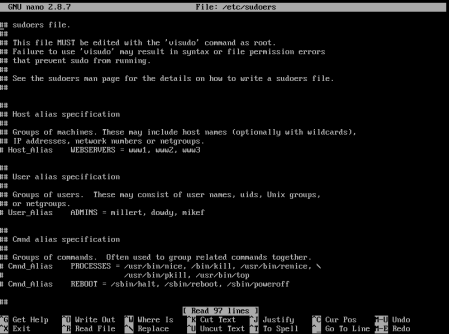 GNU nano 2.8.7 File: /etc/sudoers
## sudoers file.
##
## This file MUST be edited with the 'visudo' command as root.
## Failure to use 'visudo' may result in syntax or file permission errors
## that prevent sudo from running.
##
## See the sudoers man page for the details on how to write a sudoers file.
##
##
## Host alias specification
##
## Groups of machines. These may include host names (optionally with wildcards),
## IP addresses, network numbers or netgroups.
# Host_Alias WEBSERVERS = www1, www2, www3
##
## User alias specification
##
## Groups of users. These may consist of user names, uids, Unix groups,
## or netgroups.
# User_Alias ADMINS = millert, dowdy, mikef
##
## Cmnd alias specification
##
## Groups of commands. Often used to group related commands together.
# Cmnd_Alias PROCESSES = /usr/bin/nice, /bin/kill, /usr/bin/renice, \
# /usr/bin/pkill, /usr/bin/top
# Cmnd_Alias REBOOT = /sbin/halt, /sbin/reboot, /sbin/poweroff
##
[ Read 97 lines ]
^G Get Help ^O Write Out ^W Where Is ^K Cut Text ^J Justify ^C Cur Pos M-U Undo
^X Exit ^R Read File ^\ Replace ^U Uncut Text ^T To Spell ^_ Go To Line M-E Redo